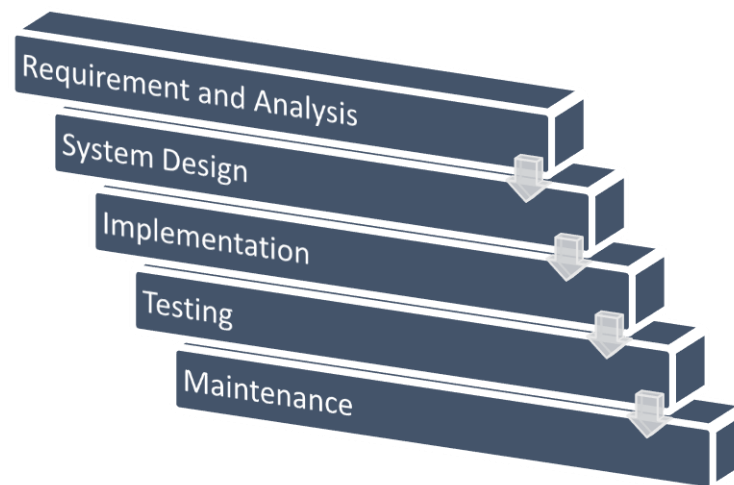 Requirement and Analysis
System Design
Implementation
Testing
Maintenance